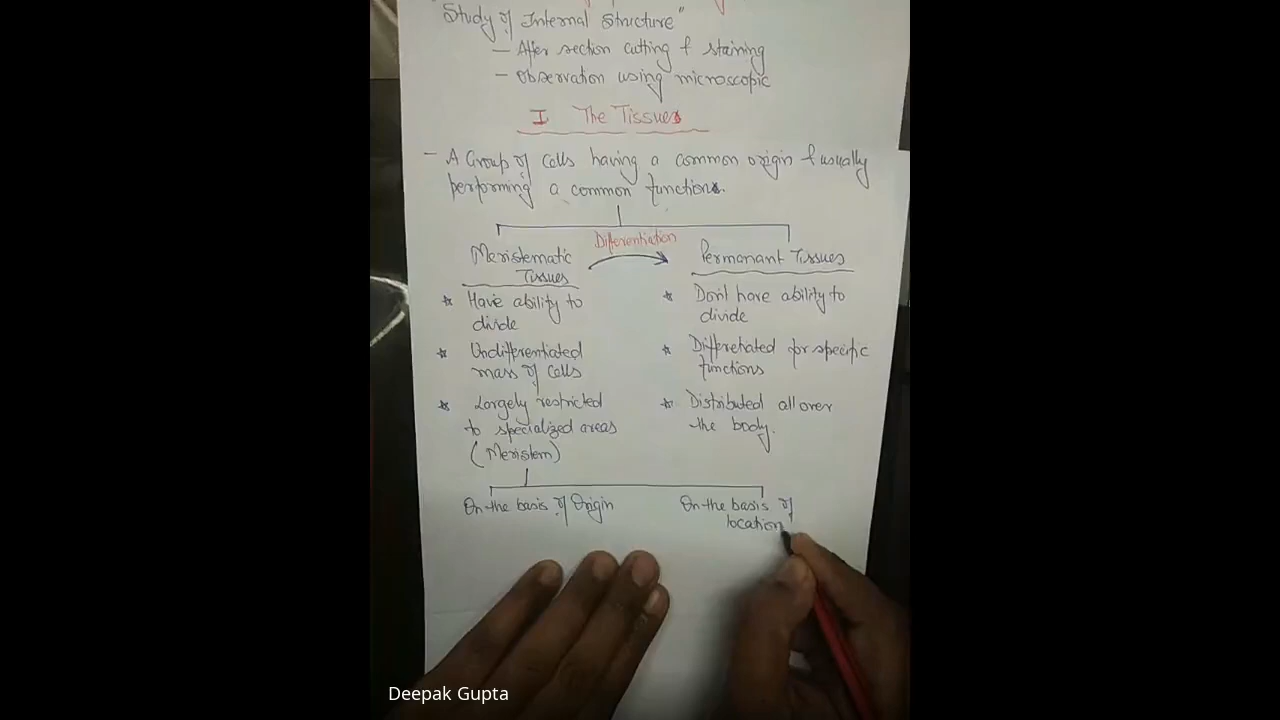 Study of Internal Structure"
- After section cutting & staining
- Observation using microscopic
I The Tissues
- A Group of cells having a common origin & usually
performing a common function.
Differentiation
Meristematic
Tissues
* Have ability to
divide
* Undifferentiated
mass of cells
* Largely restricted
to specialized areas
(Meristem)
Permanant Tissues
* Don't have ability to
divide
* Differetiated for specific
functions
* Distributed all over
the body.
On the basis of Origin
On the basis of
location
Deepak Gupta